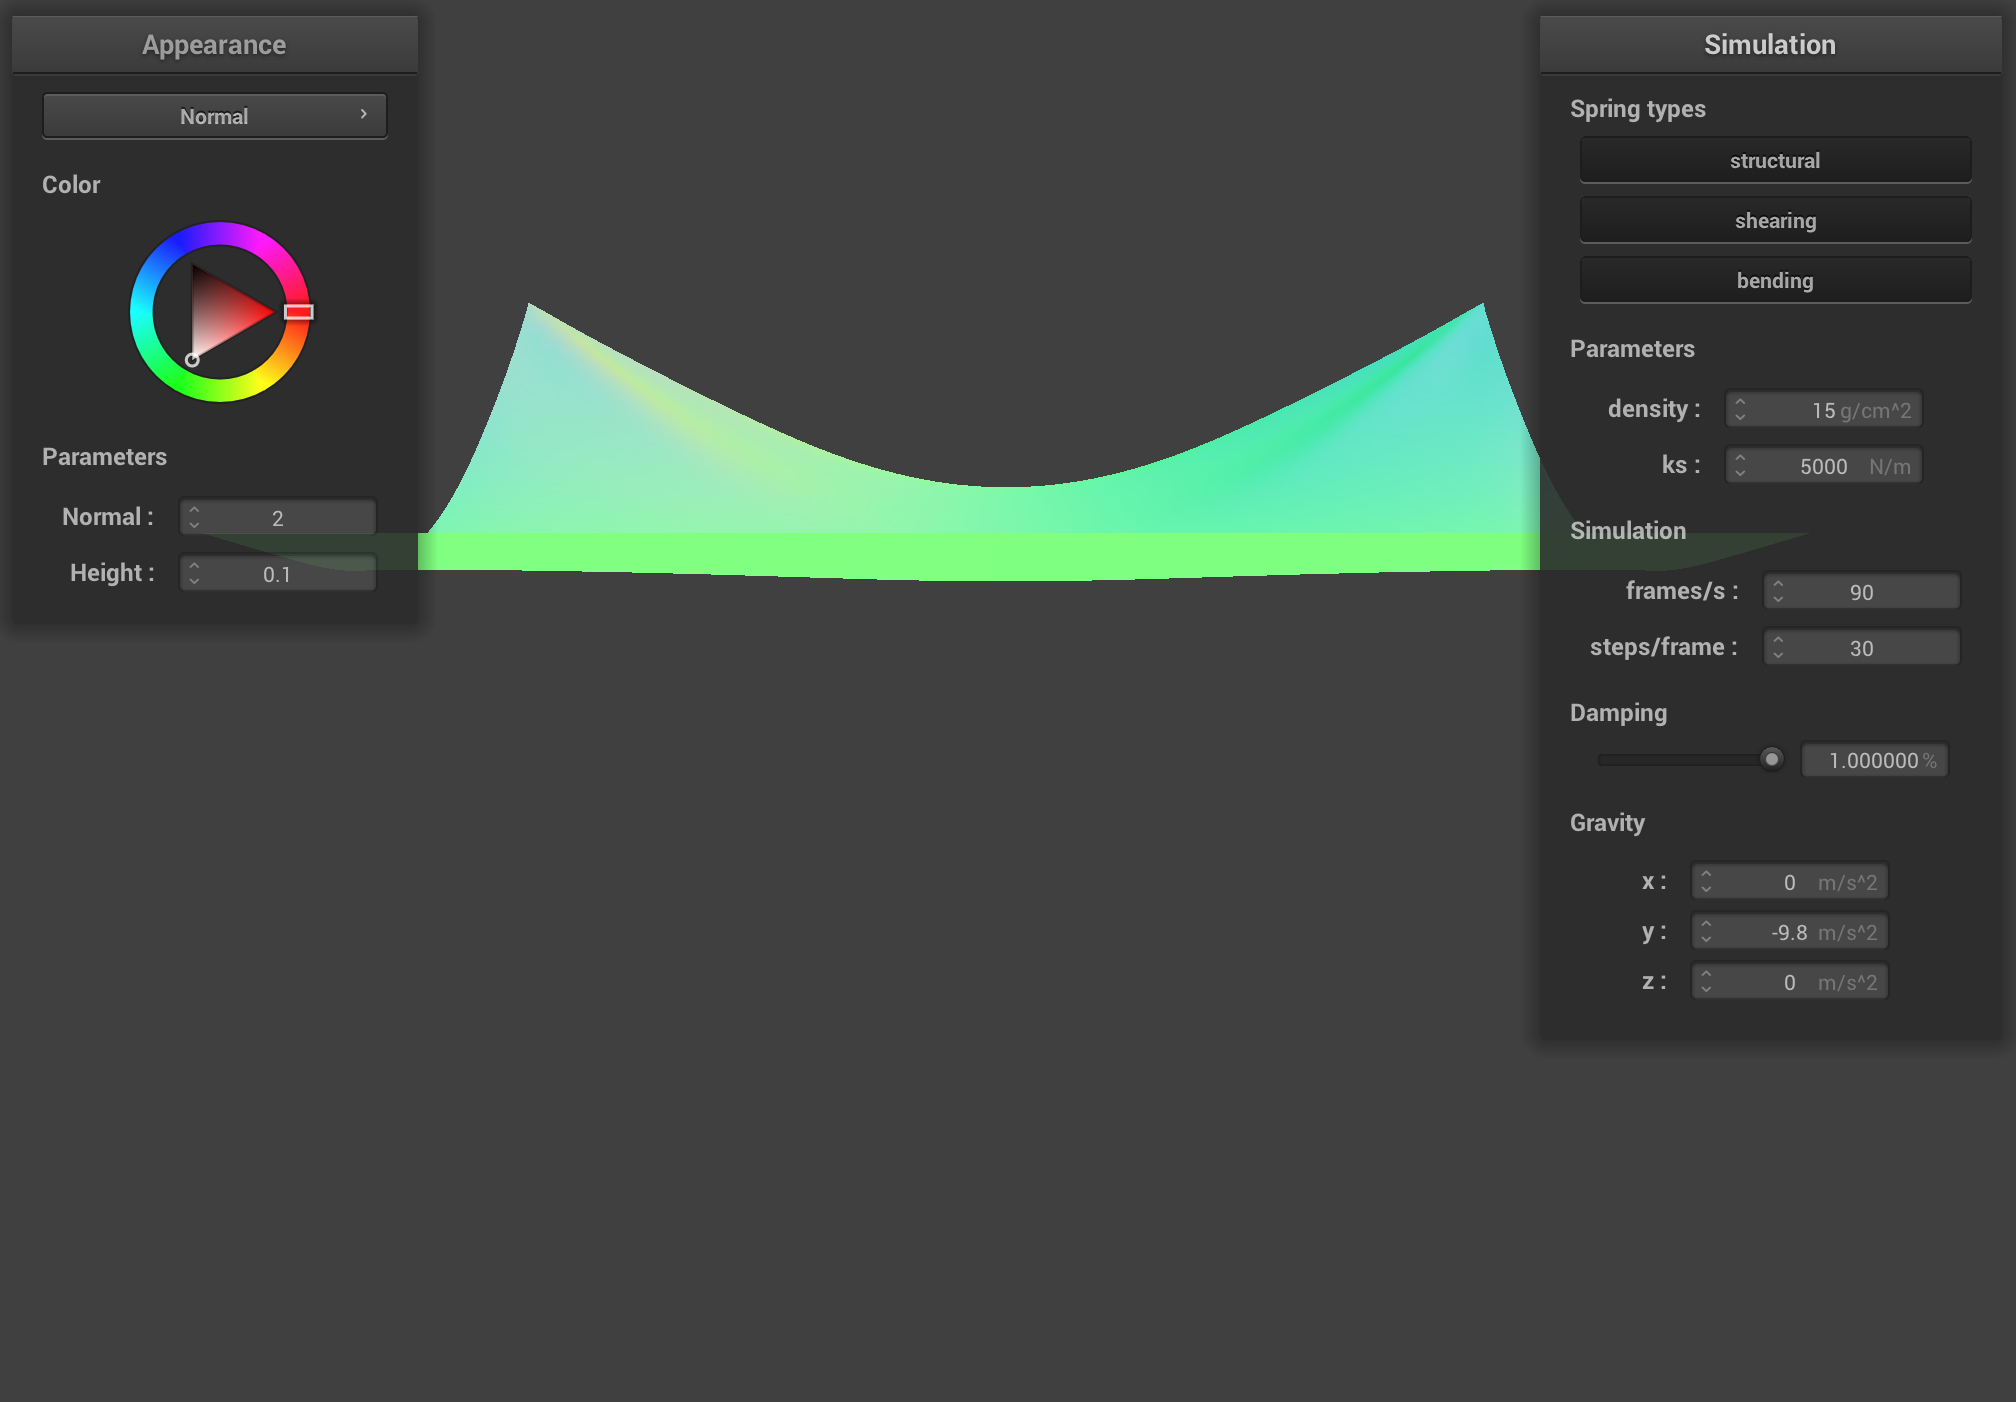 Appearance
Normal
Color
Parameters
Normal : 2
Height : 0.1
Simulation
Spring types
structural
shearing
bending
Parameters
density : 15 g/cm^2
ks : 5000 N/m
Simulation
frames/s : 90
steps/frame : 30
Damping
1.000000 %
Gravity
x : 0 m/s^2
y : -9.8 m/s^2
z : 0 m/s^2